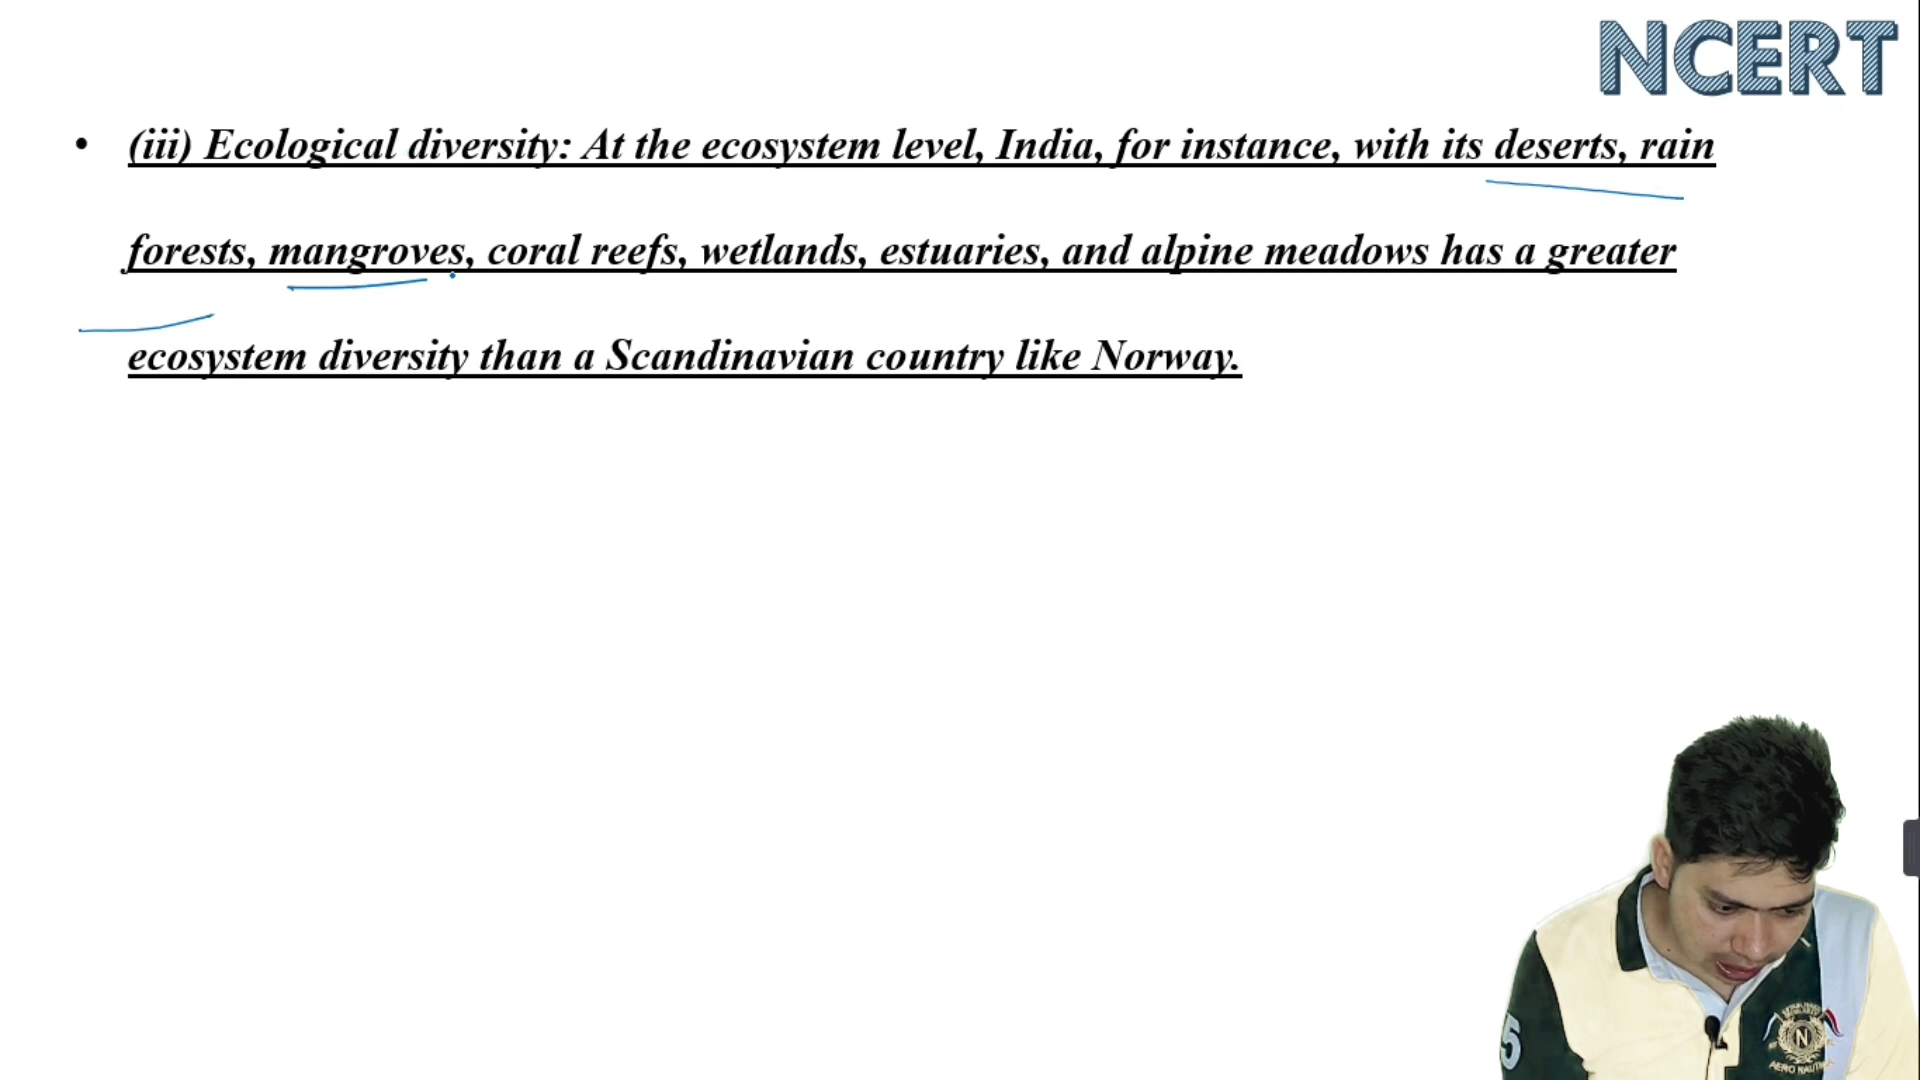 NCERT
• (iii) Ecological diversity: At the ecosystem level, India, for instance, with its deserts, rain
forests, mangroves, coral reefs, wetlands, estuaries, and alpine meadows has a greater
ecosystem diversity than a Scandinavian country like Norway.
5
N